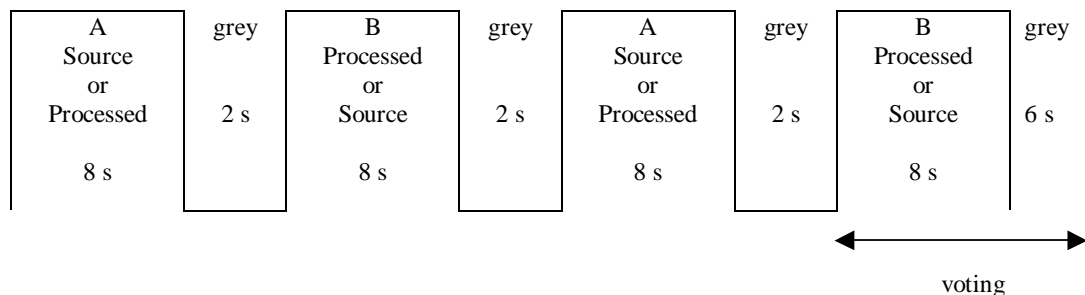 A
Source
or
Processed
8 s
grey
2 s
B
Processed
or
Source
8 s
grey
2 s
A
Source
or
Processed
8 s
grey
2 s
B
Processed
or
Source
8 s
grey
6 s
voting